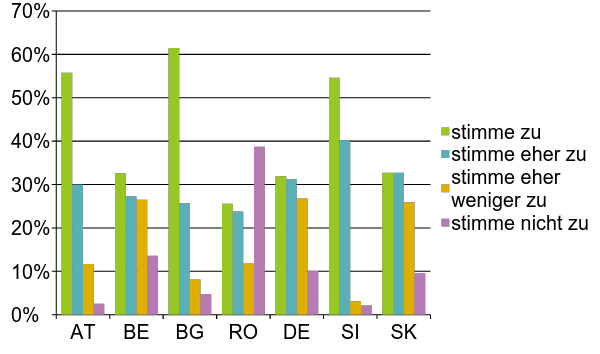 70%
60%
50%
40%
30%
20%
10%
0%
AT BE BG RO DE SI SK
stimme zu
stimme eher zu
stimme eher
weniger zu
stimme nicht zu